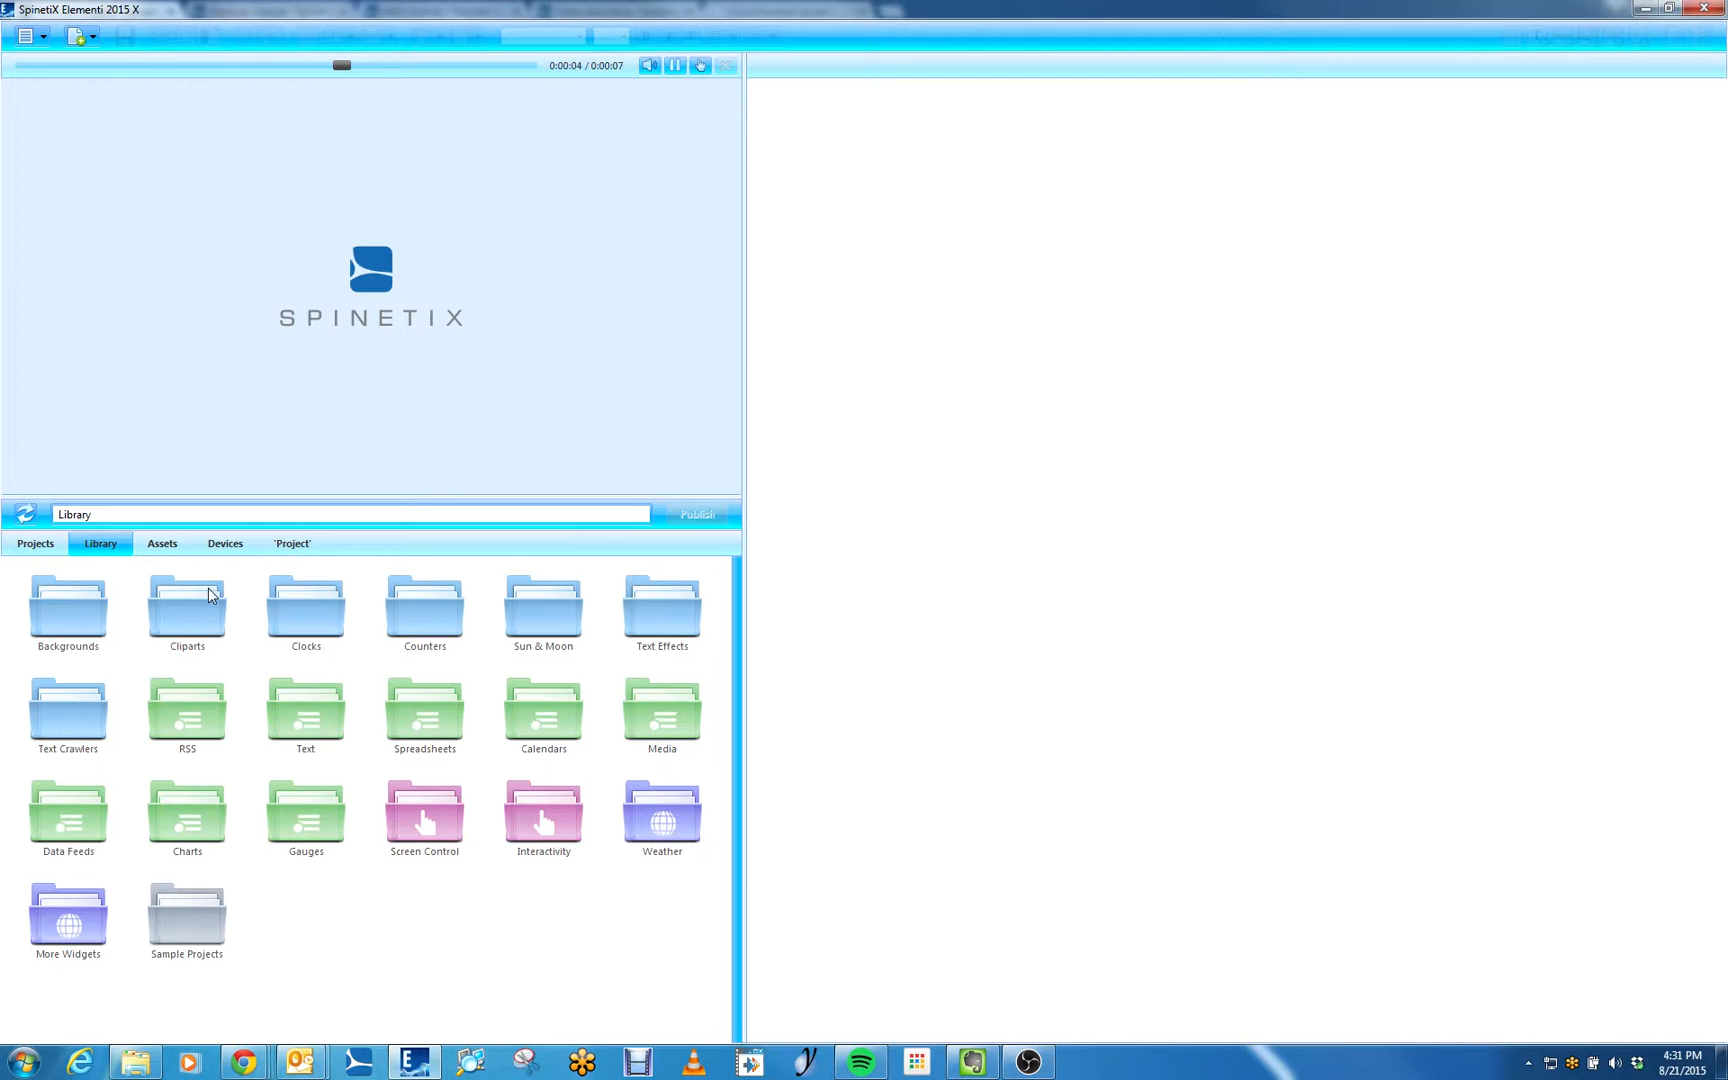 SpinetiX Elementi 2015 X
0:00:04 / 0:00:07
SPINETIX
Library
Publish
Projects Library Assets Devices 'Project'
Backgrounds Cliparts Clocks Counters Sun & Moon Text Effects
Text Crawlers RSS Text Spreadsheets Calendars Media
Data Feeds Charts Gauges Screen Control Interactivity Weather
More Widgets Sample Projects
4:31 PM
8/21/2015